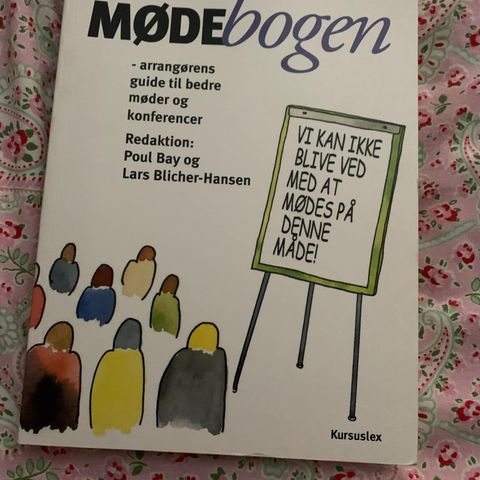 MØDEbogen
- arrangørens
guide til bedre
møder og
konferencer
Redaktion:
Poul Bay og
Lars Blicher-Hansen
VI KAN IKKE
BLIVE VED
MED AT
MØDES PÅ
DENNE
MÅDE!
Kursuslex